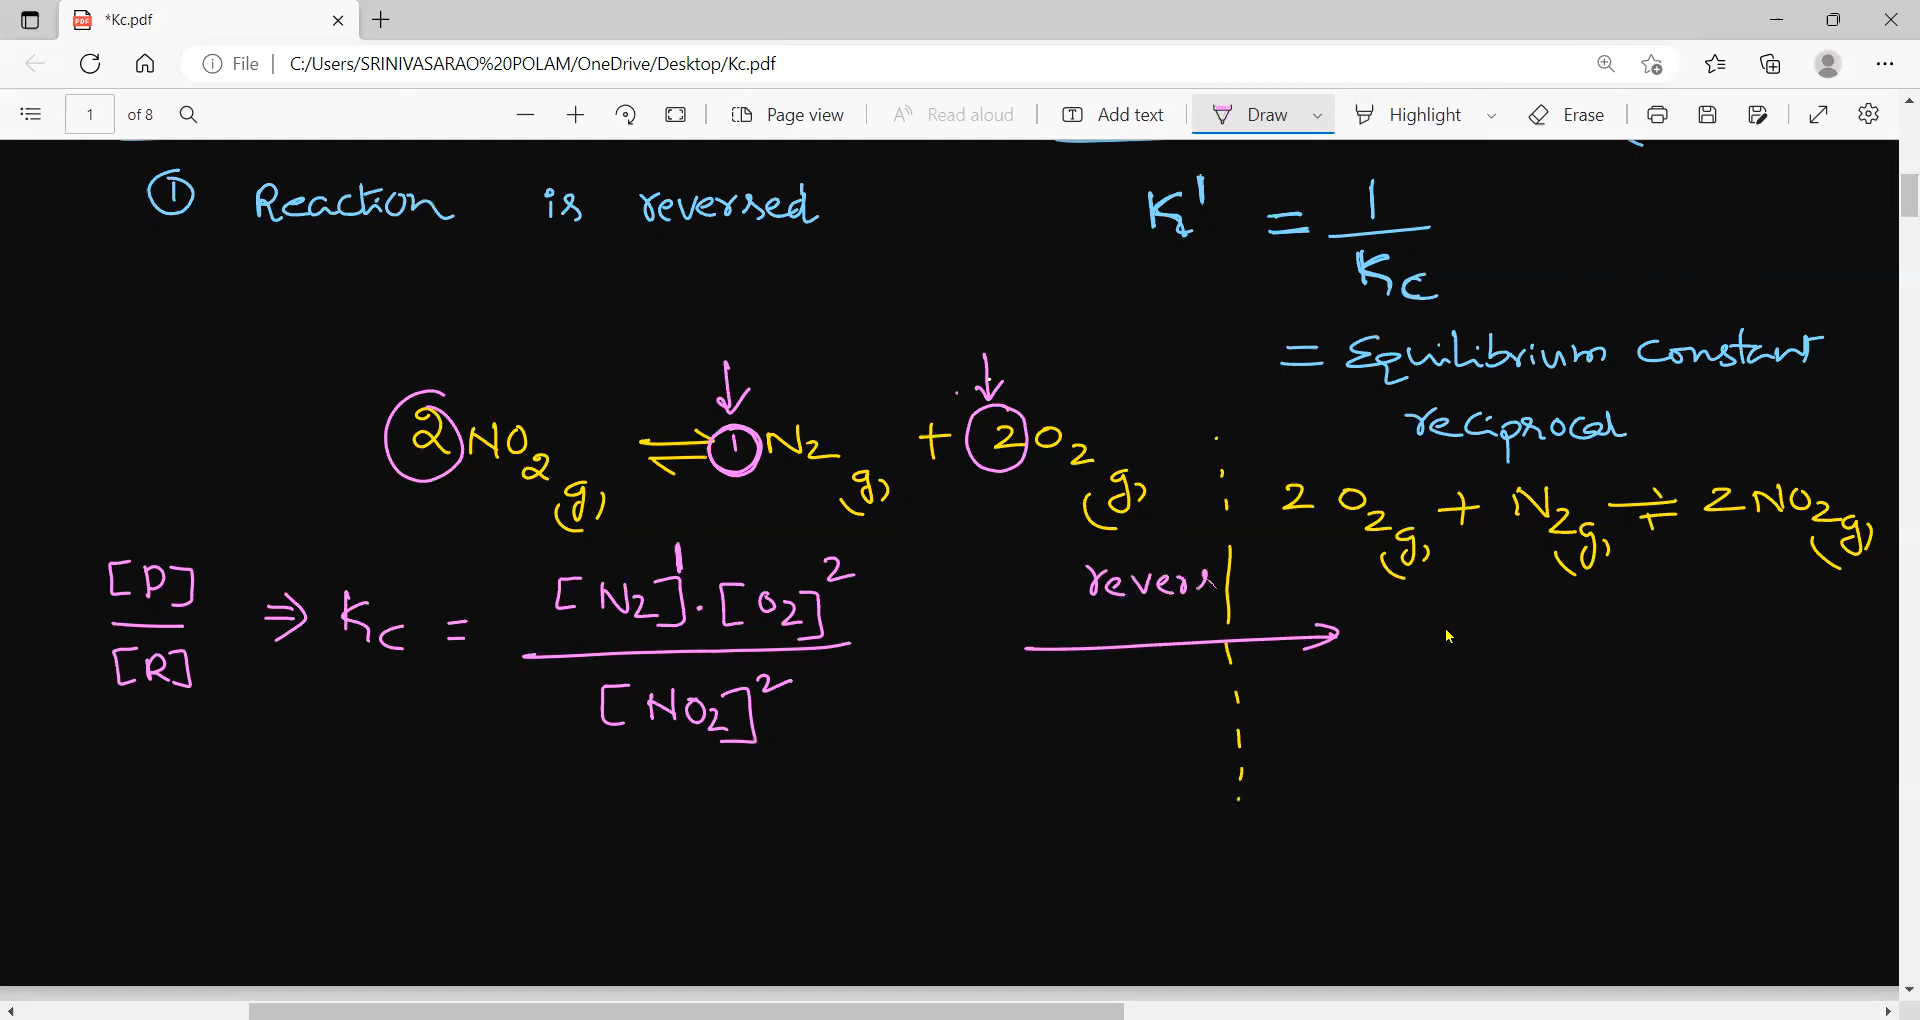 *Kc.pdf
File C:/Users/SRINIVASARAO%20POLAM/OneDrive/Desktop/Kc.pdf
1 of 8 Page view Read aloud Add text Draw Highlight Erase
① Reaction is reversed
K' = 1/Kc
= Equilibrium constant
reciprocal
2NO2(g) ⇌ 1N2(g) + 2O2(g)
2O2(g) + N2(g) ⇌ 2NO2(g)
[P]/[R] ⇒ Kc = [N2]^1 · [O2]^2 / [NO2]^2
revers